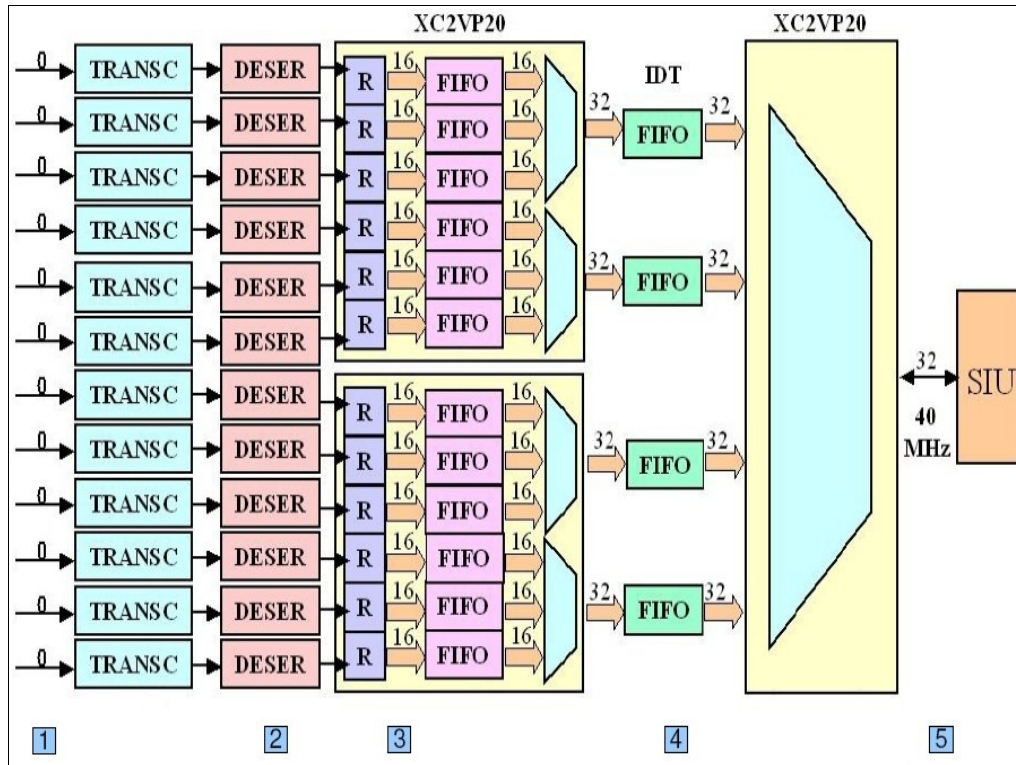 XC2VP20 XC2VP20
IDT
0 TRANSC DESER R 16 FIFO 16
0 TRANSC DESER R 16 FIFO 16 32 FIFO 32
0 TRANSC DESER R 16 FIFO 16
0 TRANSC DESER R 16 FIFO 16
0 TRANSC DESER R 16 FIFO 16 32 FIFO 32
0 TRANSC DESER R 16 FIFO 16
0 TRANSC DESER R 16 FIFO 16
0 TRANSC DESER R 16 FIFO 16 32 FIFO 32
0 TRANSC DESER R 16 FIFO 16
0 TRANSC DESER R 16 FIFO 16
0 TRANSC DESER R 16 FIFO 16 32 FIFO 32
0 TRANSC DESER R 16 FIFO 16
32
40
MHz
SIU
1 2 3 4 5